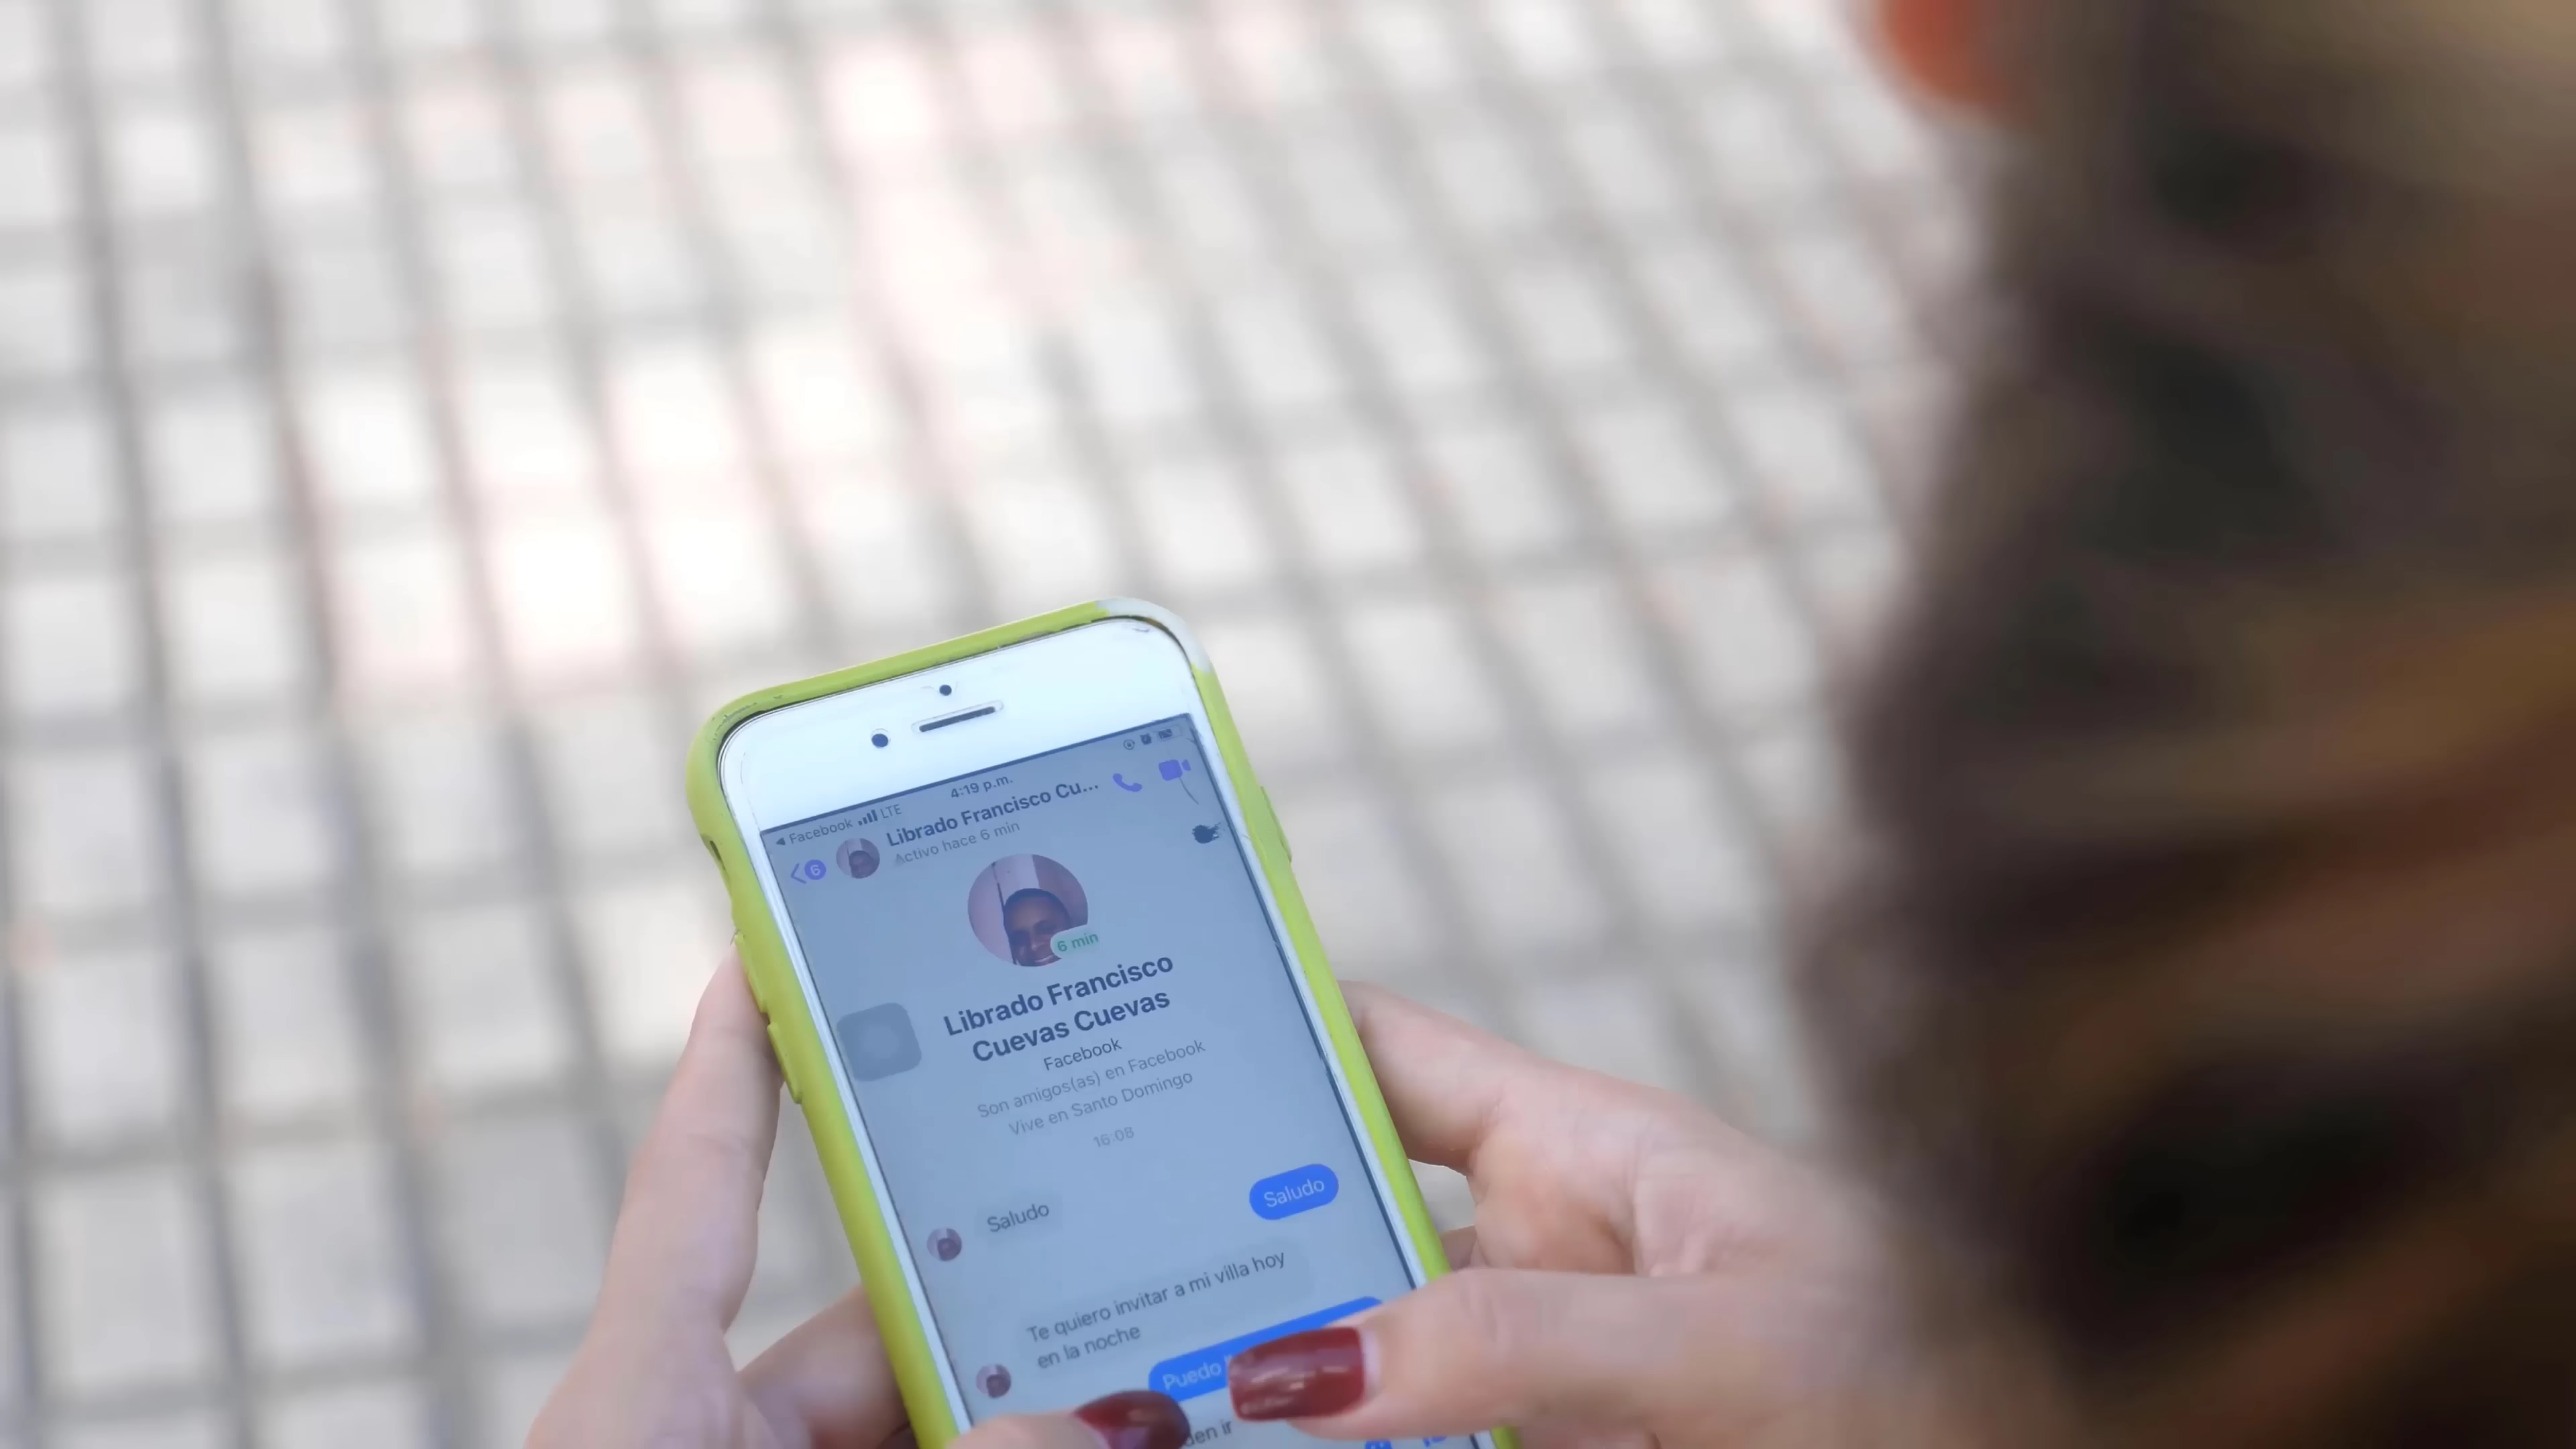 4:19 p.m.
Facebook LTE
6
Librado Francisco Cu...
Activo hace 6 min
6 min
Librado Francisco
Cuevas Cuevas
Facebook
Son amigos(as) en Facebook
Vive en Santo Domingo
16:08
Saludo
Saludo
Te quiero invitar a mi villa hoy
en la noche
Puedo
ir